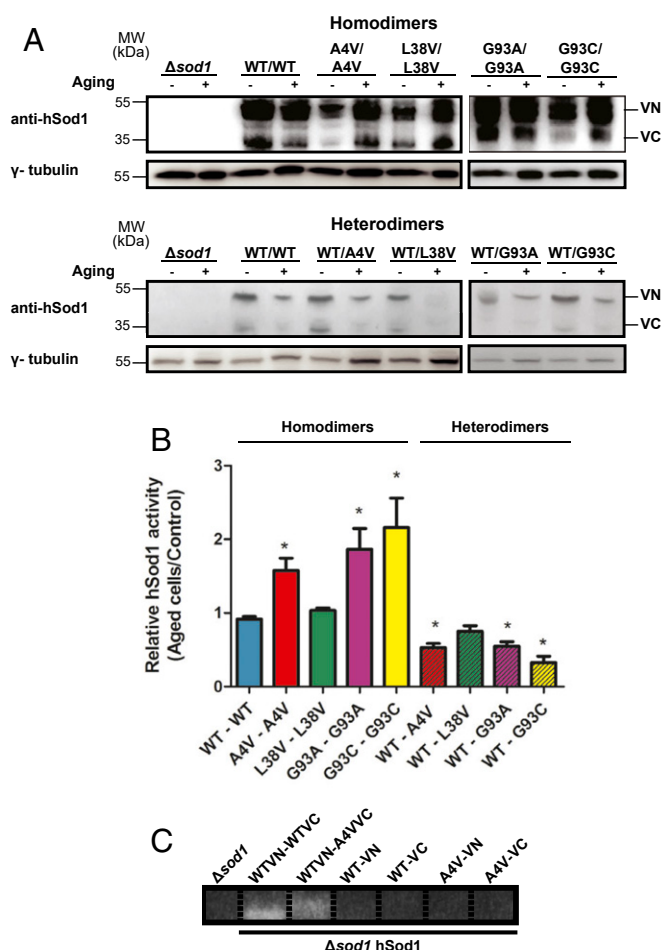 A
Homodimers
MW
(kDa)
Δsod1 WT/WT A4V/A4V L38V/L38V G93A/G93A G93C/G93C
Aging - + - + - + - + - + - +
anti-hSod1
55
35
VN
VC
γ- tubulin
55
Heterodimers
MW
(kDa)
Δsod1 WT/WT WT/A4V WT/L38V WT/G93A WT/G93C
Aging - + - + - + - + - + - +
anti-hSod1
55
35
VN
VC
γ- tubulin
55
B
Homodimers Heterodimers
Relative hSod1 activity
(Aged cells/Control)
3
2
1
0
* * * * * *
WT - WT
A4V - A4V
L38V - L38V
G93A - G93A
G93C - G93C
WT - A4V
WT - L38V
WT - G93A
WT - G93C
C
Δsod1
WTVN-WTVC
WTVN-A4VVC
WT-VN
WT-VC
A4V-VN
A4V-VC
Δsod1 hSod1